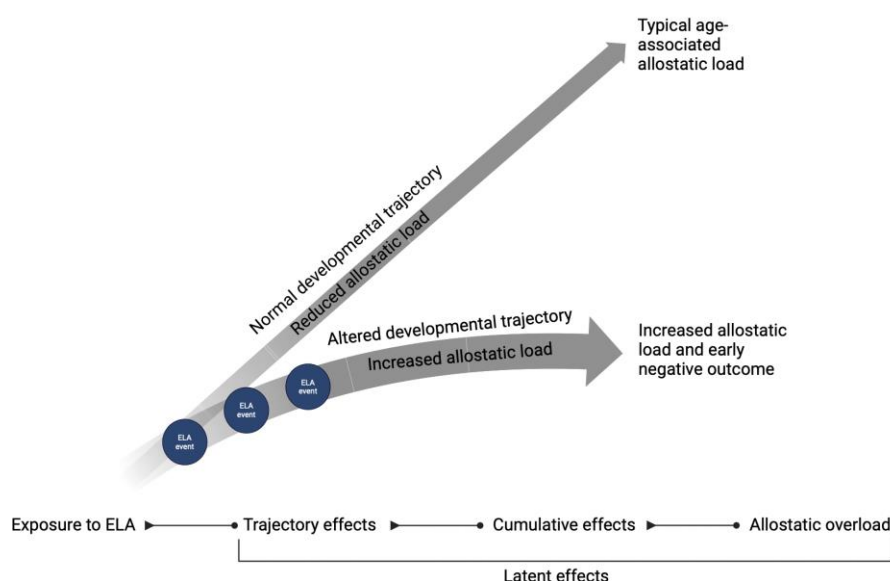 Typical age-
associated
allostatic load
Normal developmental trajectory
Reduced allostatic load
Altered developmental trajectory
Increased allostatic load
Increased allostatic
load and early
negative outcome
ELA
event
ELA
event
ELA
event
Exposure to ELA
Trajectory effects
Cumulative effects
Allostatic overload
Latent effects